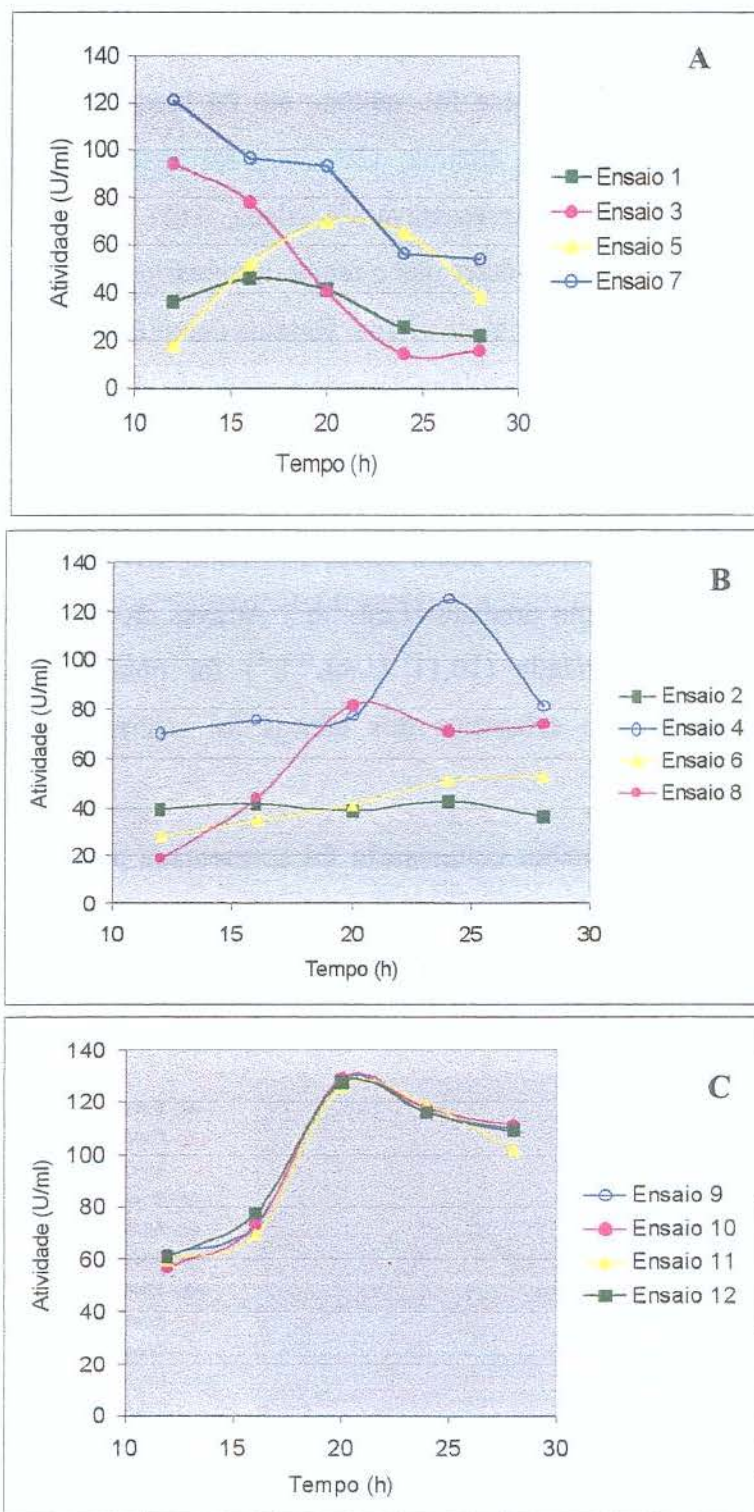 A
Atividade (U/ml)
140
120
100
80
60
40
20
0
10 15 20 25 30
Tempo (h)
Ensaio 1
Ensaio 3
Ensaio 5
Ensaio 7
B
Atividade (U/ml)
140
120
100
80
60
40
20
0
10 15 20 25 30
Tempo (h)
Ensaio 2
Ensaio 4
Ensaio 6
Ensaio 8
C
Atividade (U/ml)
140
120
100
80
60
40
20
0
10 15 20 25 30
Tempo (h)
Ensaio 9
Ensaio 10
Ensaio 11
Ensaio 12